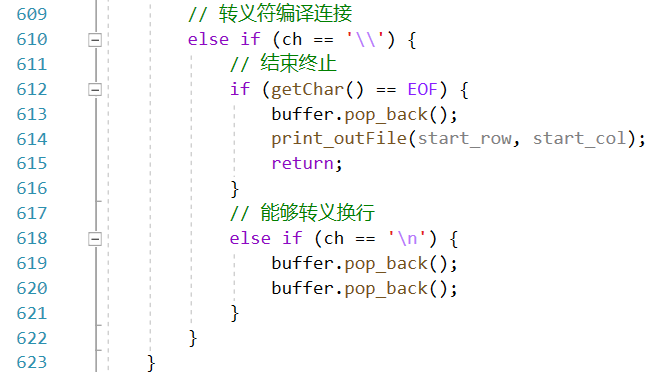 609 // 转义符编译连接
610 else if (ch == '\\') {
611 // 结束终止
612 if (getChar() == EOF) {
613 buffer.pop_back();
614 print_outFile(start_row, start_col);
615 return;
616 }
617 // 能够转义换行
618 else if (ch == '\n') {
619 buffer.pop_back();
620 buffer.pop_back();
621 }
622 }
623 }